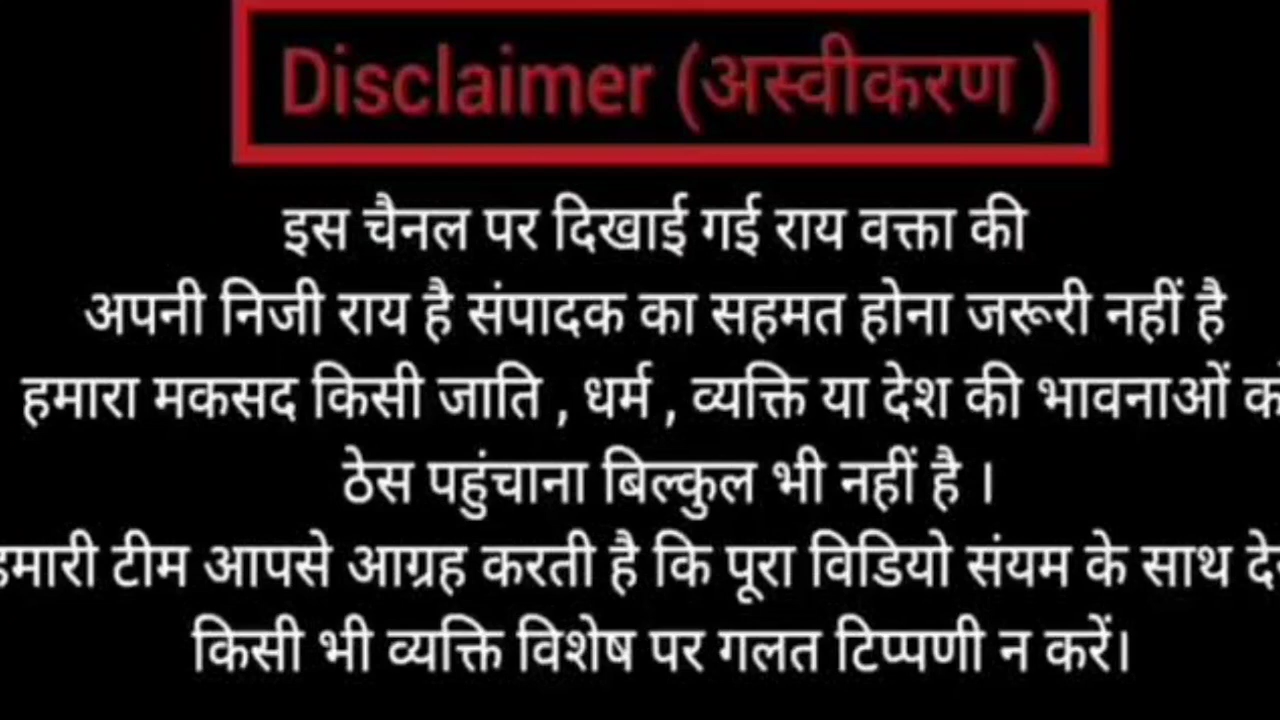 Disclaimer (अस्वीकरण )
इस चैनल पर दिखाई गई राय वक्ता की
अपनी निजी राय है संपादक का सहमत होना जरूरी नहीं है
हमारा मकसद किसी जाति , धर्म , व्यक्ति या देश की भावनाओं
ठेस पहुंचाना बिल्कुल भी नहीं है ।
हमारी टीम आपसे आग्रह करती है कि पूरा विडियो संयम के साथ
किसी भी व्यक्ति विशेष पर गलत टिप्पणी न करें।